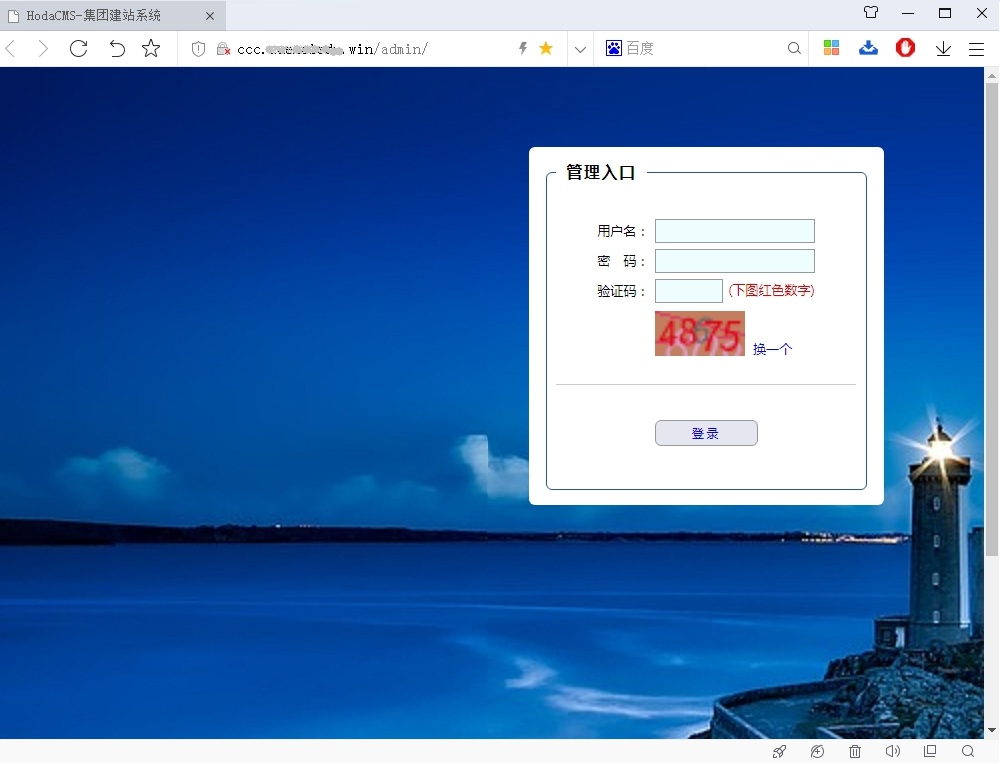 HodaCMS-集团建站系统
ccc. .win/admin/
百度
管理入口
用户名：
密 码：
验证码： (下图红色数字)
4875 换一个
登录